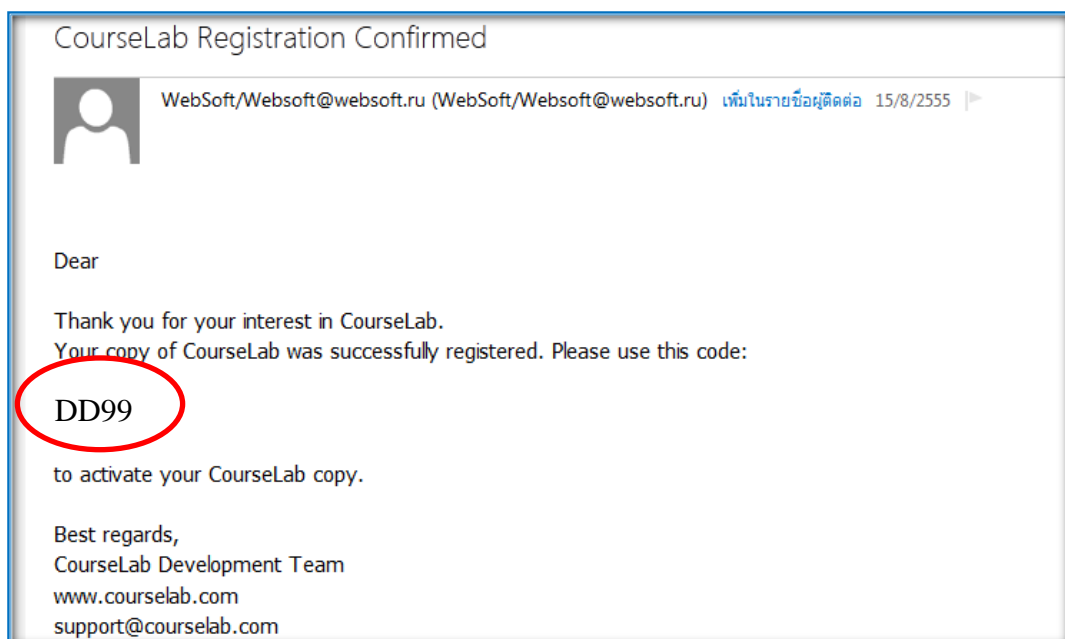 CourseLab Registration Confirmed
WebSoft/Websoft@websoft.ru (WebSoft/Websoft@websoft.ru) เพิ่มในรายชื่อผู้ติดต่อ 15/8/2555
Dear
Thank you for your interest in CourseLab.
Your copy of CourseLab was successfully registered. Please use this code:
DD99
to activate your CourseLab copy.
Best regards,
CourseLab Development Team
www.courselab.com
support@courselab.com